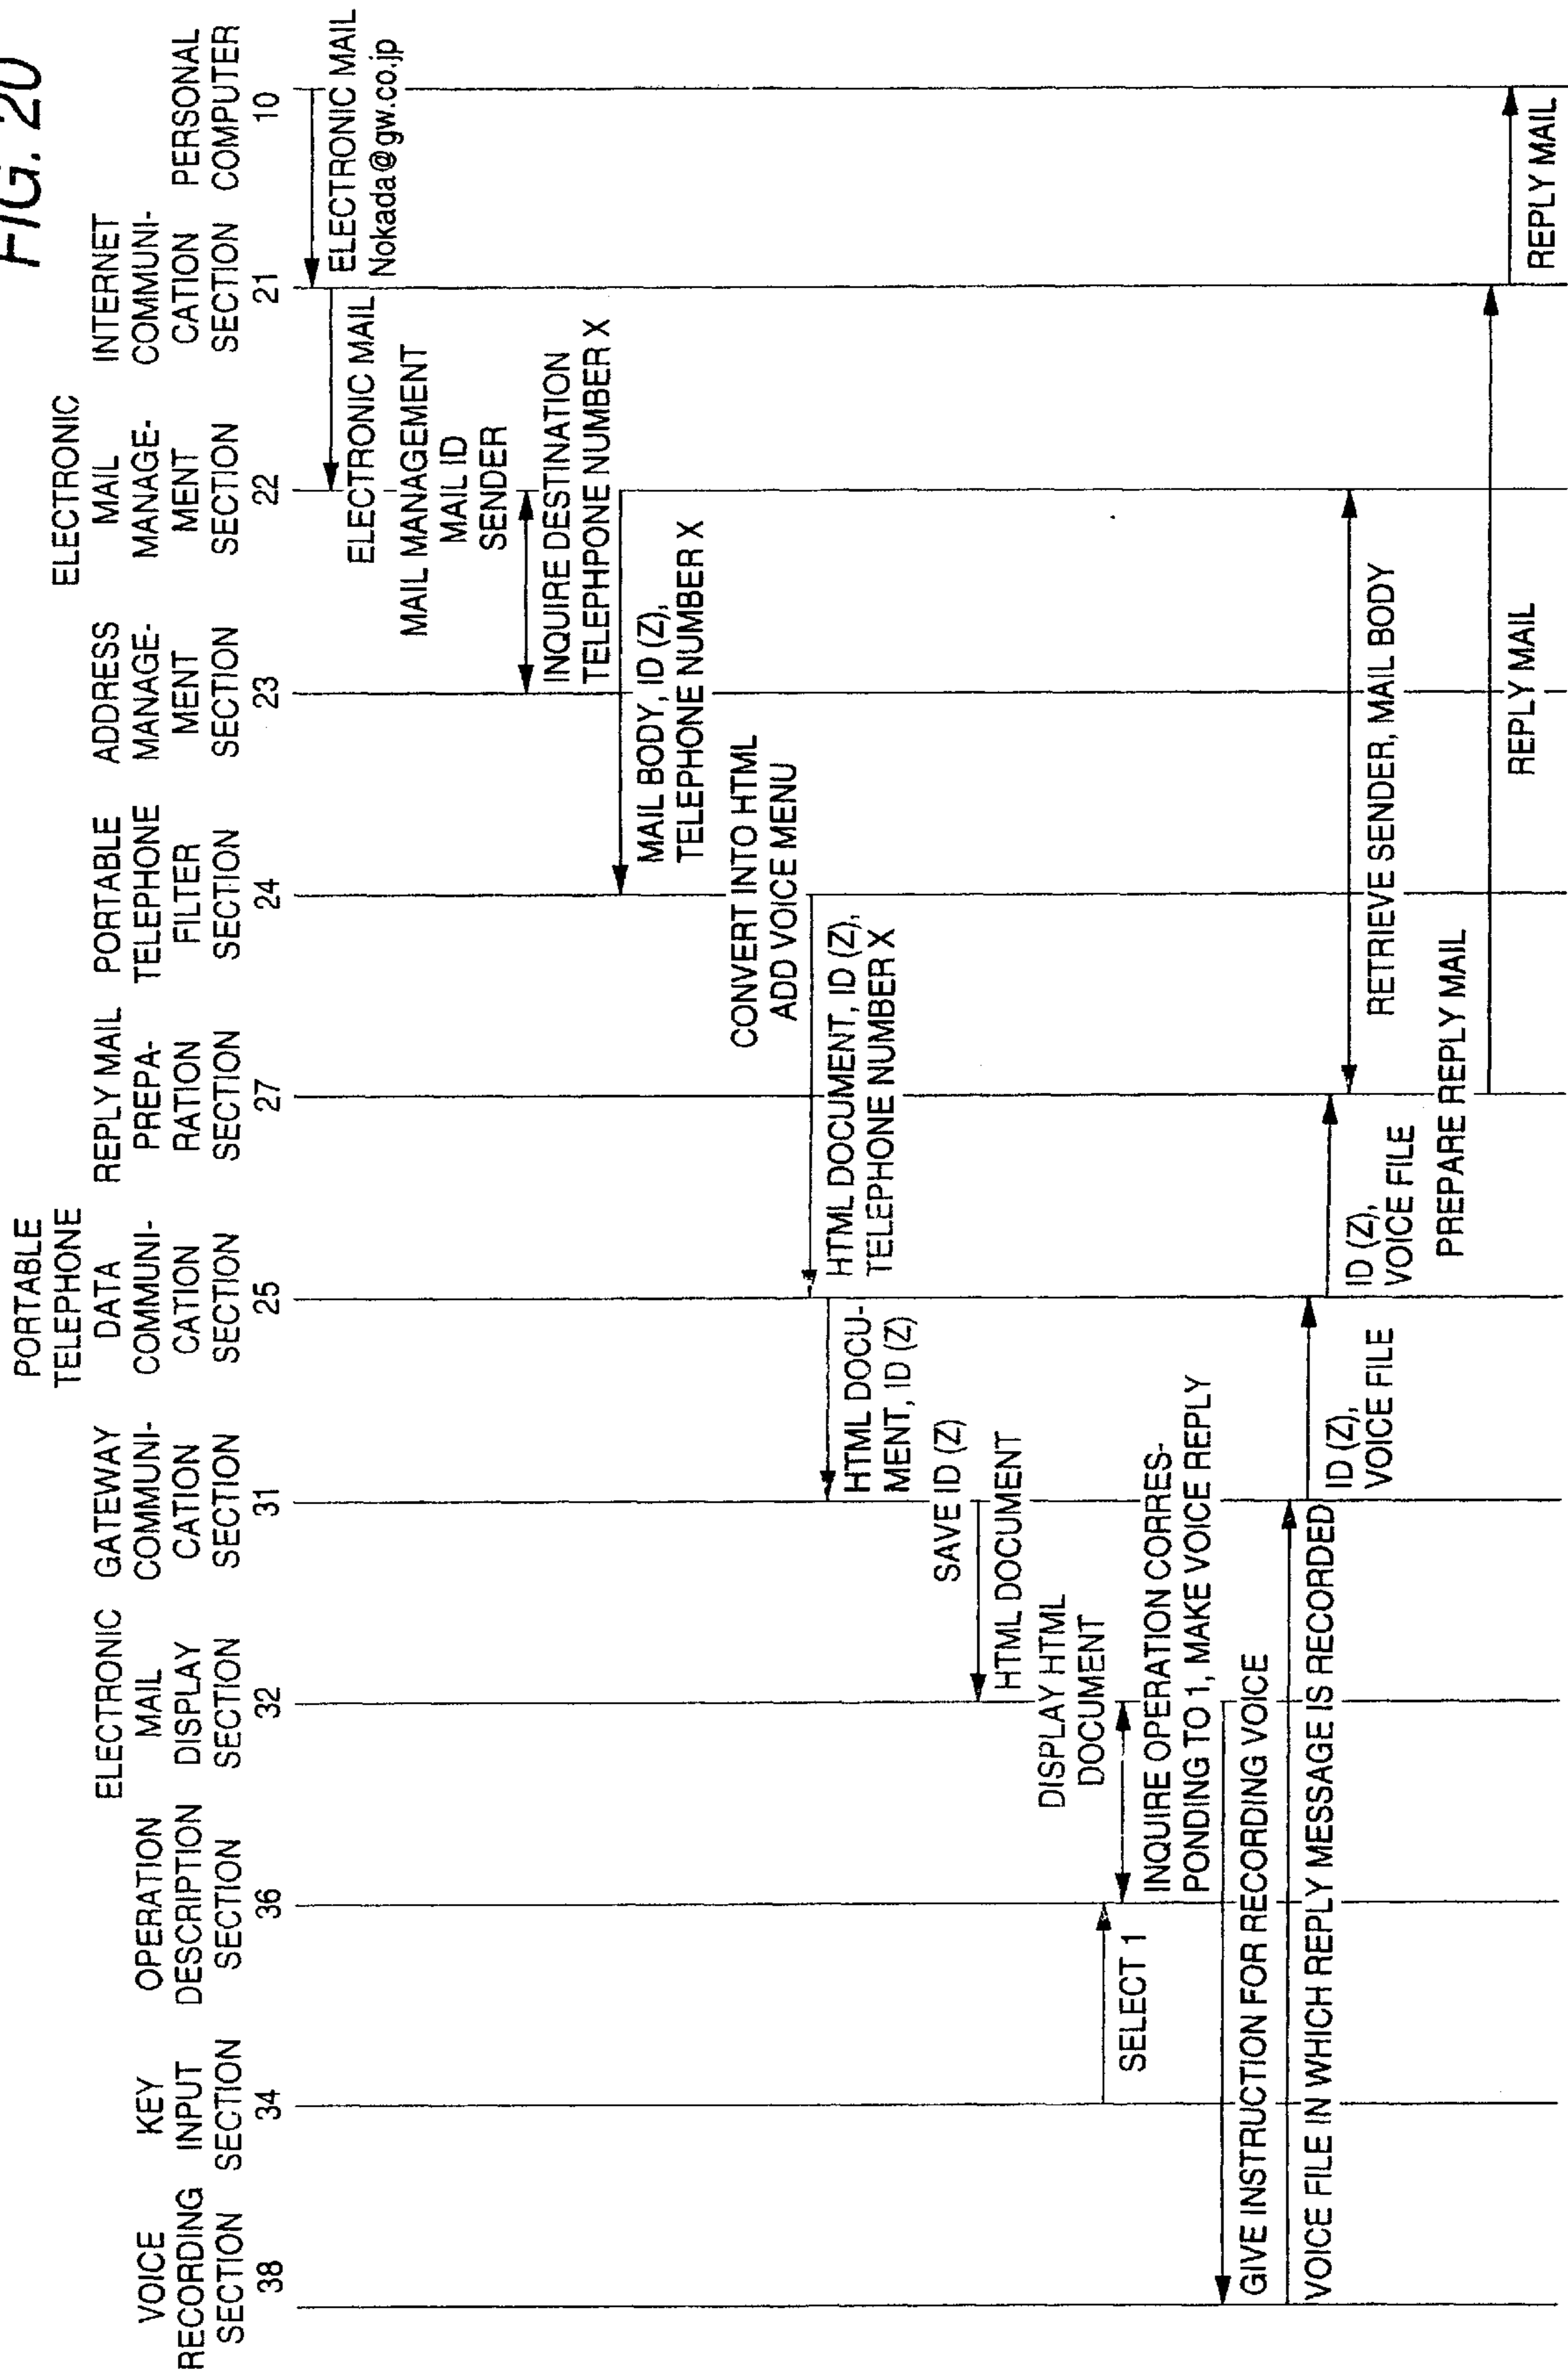 FIG. 20
VOICE
RECORDING
SECTION
38
KEY
INPUT
SECTION
34
OPERATION
DESCRIPTION
SECTION
36
ELECTRONIC
MAIL
DISPLAY
SECTION
32
GATEWAY
COMMUNI-
CATION
SECTION
31
PORTABLE
TELEPHONE
DATA
COMMUNI-
CATION
SECTION
25
REPLY MAIL
PREPA-
RATION
SECTION
27
PORTABLE
TELEPHONE
FILTER
SECTION
24
ADDRESS
MANAGE-
MENT
SECTION
23
ELECTRONIC
MAIL
MANAGE-
MENT
SECTION
22
INTERNET
COMMUNI-
CATION
SECTION
21
PERSONAL
COMPUTER
10
ELECTRONIC MAIL
Nokada@gw.co.jp
ELECTRONIC MAIL
MAIL MANAGEMENT
MAIL ID
SENDER
INQUIRE DESTINATION
TELEPHPONE NUMBER X
MAIL BODY, ID (Z),
TELEPHONE NUMBER X
CONVERT INTO HTML
ADD VOICE MENU
HTML DOCUMENT, ID (Z),
TELEPHONE NUMBER X
HTML DOCU-
MENT, ID (Z)
SAVE ID (Z)
HTML DOCUMENT
DISPLAY HTML
DOCUMENT
SELECT 1
INQUIRE OPERATION CORRES-
PONDING TO 1, MAKE VOICE REPLY
GIVE INSTRUCTION FOR RECORDING VOICE
VOICE FILE IN WHICH REPLY MESSAGE IS RECORDED
ID (Z),
VOICE FILE
ID (Z),
VOICE FILE
RETRIEVE SENDER, MAIL BODY
PREPARE REPLY MAIL
REPLY MAIL
REPLY MAIL